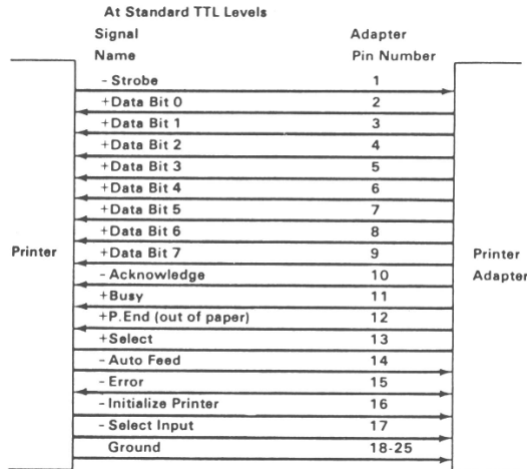 At Standard TTL Levels
Signal Adapter
Name Pin Number
- Strobe 1
+Data Bit 0 2
+Data Bit 1 3
+Data Bit 2 4
+Data Bit 3 5
+Data Bit 4 6
+Data Bit 5 7
+Data Bit 6 8
Printer +Data Bit 7 9 Printer
- Acknowledge 10 Adapter
+Busy 11
+P.End (out of paper) 12
+Select 13
- Auto Feed 14
- Error 15
- Initialize Printer 16
- Select Input 17
Ground 18-25